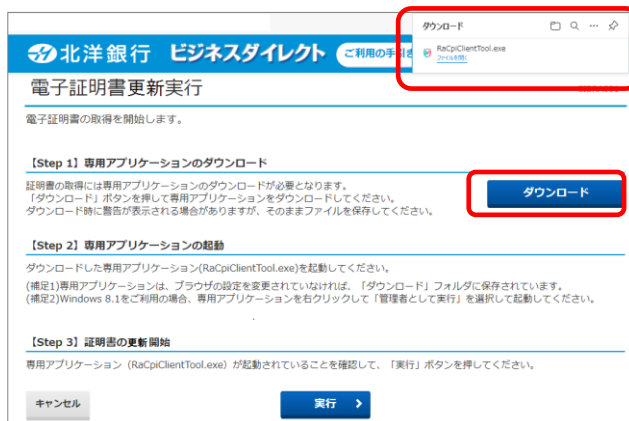 ダウンロード
RaCpiClientTool.exe
ファイルを開く
北洋銀行 ビジネスダイレクト ご利用の手引き
電子証明書更新実行
電子証明書の取得を開始します。
【Step 1】専用アプリケーションのダウンロード
証明書の取得には専用アプリケーションのダウンロードが必要となります。
「ダウンロード」ボタンを押して専用アプリケーションをダウンロードしてください。
ダウンロード時に警告が表示される場合がありますが、そのままファイルを保存してください。
ダウンロード
【Step 2】専用アプリケーションの起動
ダウンロードした専用アプリケーション(RaCpiClientTool.exe)を起動してください。
(補足1)専用アプリケーションは、ブラウザの設定を変更されていなければ、「ダウンロード」フォルダに保存されています。
(補足2)Windows 8.1をご利用の場合、専用アプリケーションを右クリックして「管理者として実行」を選択して起動してください。
【Step 3】証明書の更新開始
専用アプリケーション（RaCpiClientTool.exe）が起動されていることを確認して、「実行」ボタンを押してください。
キャンセル
実行